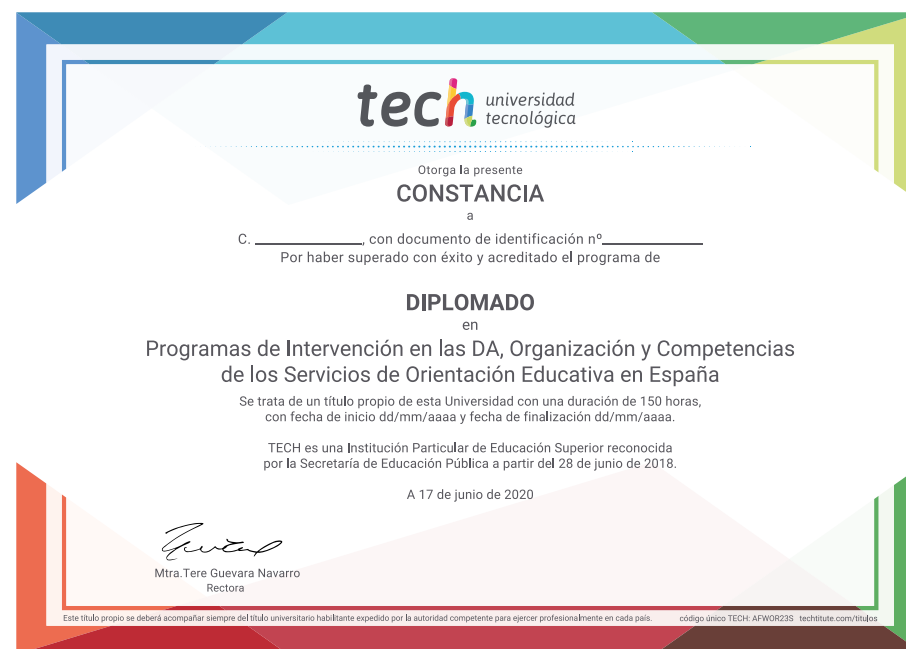 tech universidad
tecnológica
Otorga la presente
CONSTANCIA
a
C. ______________, con documento de identificación nº_____________
Por haber superado con éxito y acreditado el programa de
DIPLOMADO
en
Programas de Intervención en las DA, Organización y Competencias
de los Servicios de Orientación Educativa en España
Se trata de un título propio de esta Universidad con una duración de 150 horas,
con fecha de inicio dd/mm/aaaa y fecha de finalización dd/mm/aaaa.
TECH es una Institución Particular de Educación Superior reconocida
por la Secretaría de Educación Pública a partir del 28 de junio de 2018.
A 17 de junio de 2020
Mtra.Tere Guevara Navarro
Rectora
Este título propio se deberá acompañar siempre del título universitario habilitante expedido por la autoridad competente para ejercer profesionalmente en cada país. código único TECH: AFWOR23S techtitute.com/titulos